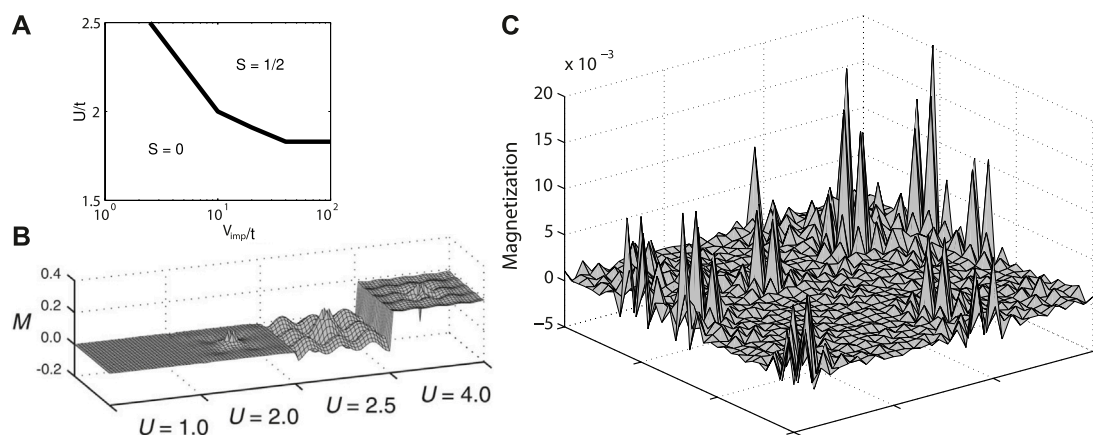 A
2.5
2
1.5
U/t
S = 1/2
S = 0
10^0
10^1
10^2
V_imp/t
B
0.4
0.2
0.0
-0.2
M
U = 1.0
U = 2.0
U = 2.5
U = 4.0
C
x 10^-3
20
15
10
5
0
−5
Magnetization